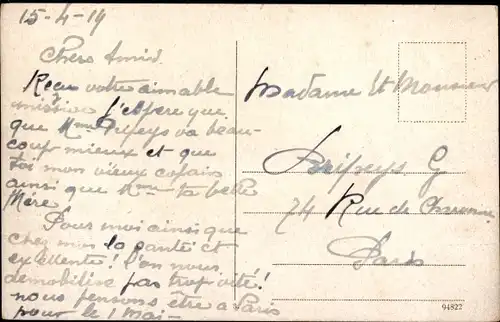 15-4-19
Chers Amis
Reçu votre aimable
missive j'espère que
que Mme va beau-
coup mieux et que
toi mon vieux copain
ainsi que Mme ta belle
Mère.
Pour moi ainsi que
chez moi la santé est
excellente! l'on nous
démobilise pas trop vite!
nous pensons être a Paris
pour le 1 Mai-
Madame Et Monsieur
G
74 Rue de Charonne
Paris
94822